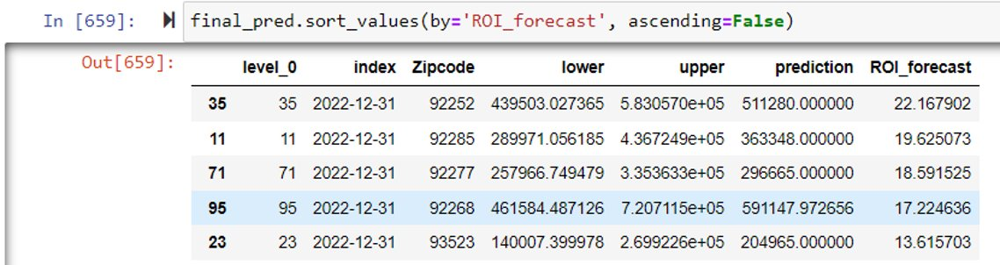 In [659]: final_pred.sort_values(by='ROI_forecast', ascending=False)
Out[659]:
level_0 index Zipcode lower upper prediction ROI_forecast
35 35 2022-12-31 92252 439503.027365 5.830570e+05 511280.000000 22.167902
11 11 2022-12-31 92285 289971.056185 4.367249e+05 363348.000000 19.625073
71 71 2022-12-31 92277 257966.749479 3.353633e+05 296665.000000 18.591525
95 95 2022-12-31 92268 461584.487126 7.207115e+05 591147.972656 17.224636
23 23 2022-12-31 93523 140007.399978 2.699226e+05 204965.000000 13.615703